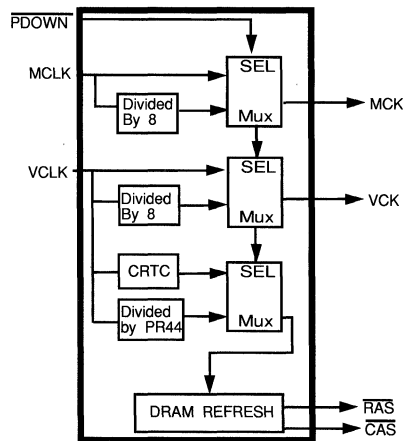 PDOWN
SEL
MCLK
Divided
By 8
Mux
MCK
SEL
VCLK
Divided
By 8
Mux
VCK
CRTC
SEL
Divided
by PR44
Mux
DRAM REFRESH
RAS
CAS